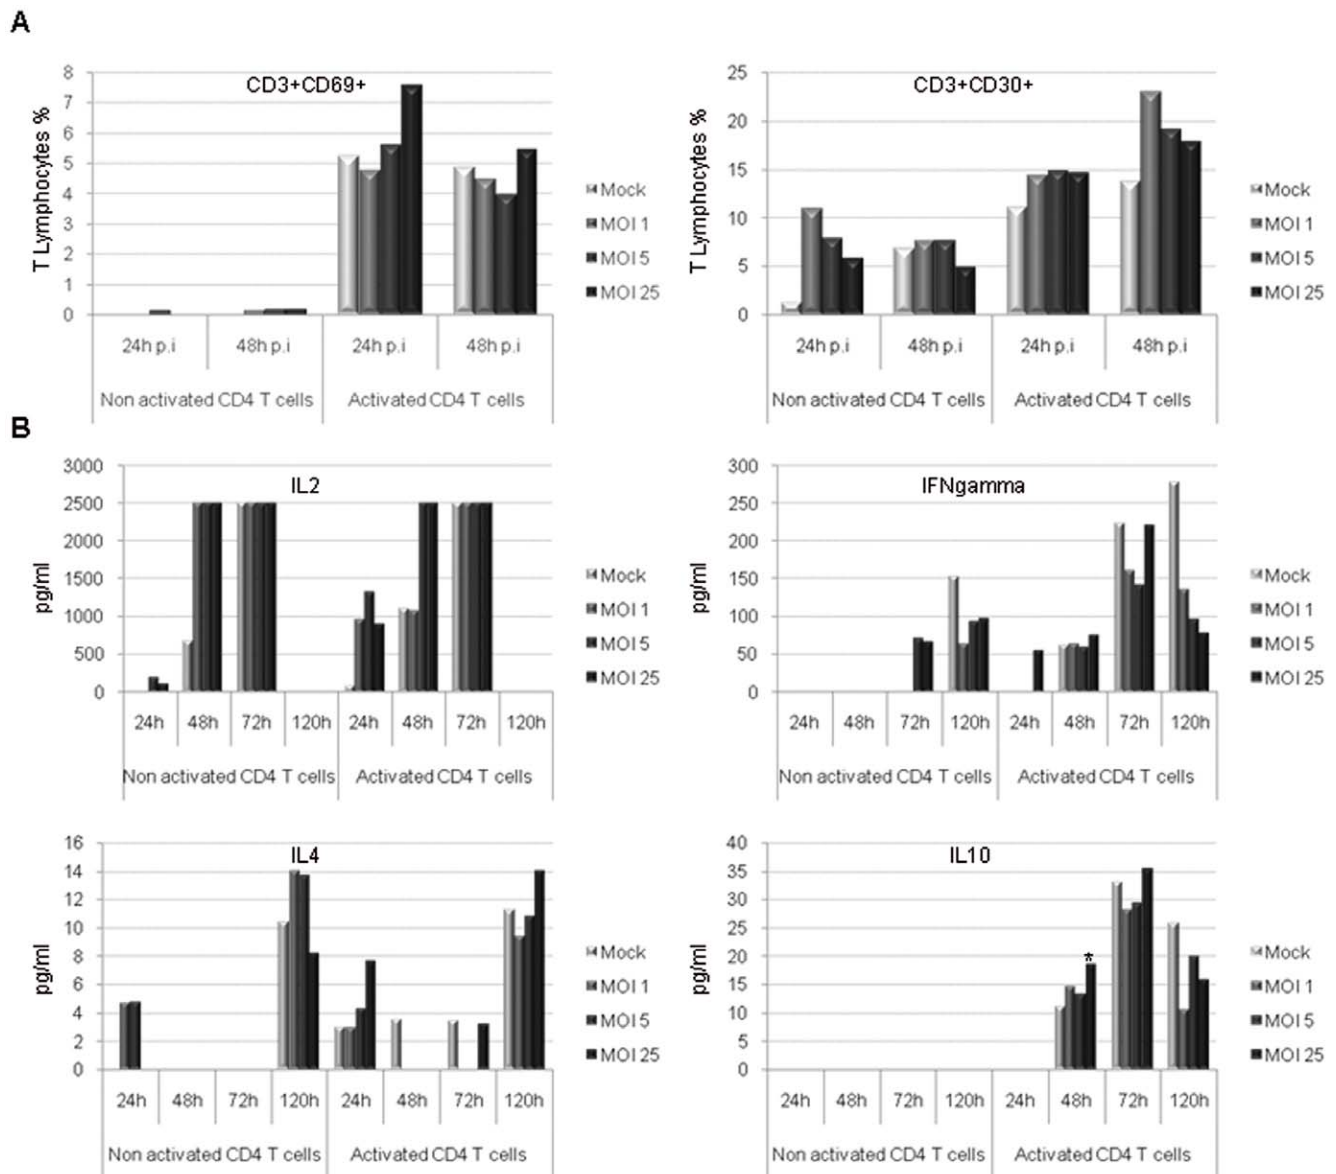 A
CD3+CD69+
T Lymphocytes %
8
7
6
5
4
3
2
1
0
24h p.i
48h p.i
24h p.i
48h p.i
Non activated CD4 T cells
Activated CD4 T cells
Mock
MOI 1
MOI 5
MOI 25
CD3+CD30+
T Lymphocytes %
25
20
15
10
5
0
24h p.i
48h p.i
24h p.i
48h p.i
Non activated CD4 T cells
Activated CD4 T cells
Mock
MOI 1
MOI 5
MOI 25
B
IL2
pg/ml
3000
2500
2000
1500
1000
500
0
24h
48h
72h
120h
24h
48h
72h
120h
Non activated CD4 T cells
Activated CD4 T cells
Mock
MOI 1
MOI 5
MOI 25
IFNgamma
pg/ml
300
250
200
150
100
50
0
24h
48h
72h
120h
24h
48h
72h
120h
Non activated CD4 T cells
Activated CD4 T cells
Mock
MOI 1
MOI 5
MOI 25
IL4
pg/ml
16
14
12
10
8
6
4
2
0
24h
48h
72h
120h
24h
48h
72h
120h
Non activated CD4 T cells
Activated CD4 T cells
Mock
MOI 1
MOI 5
MOI 25
IL10
pg/ml
40
35
30
25
20
15
10
5
0
*
24h
48h
72h
120h
24h
48h
72h
120h
Non activated CD4 T cells
Activated CD4 T cells
Mock
MOI 1
MOI 5
MOI 25